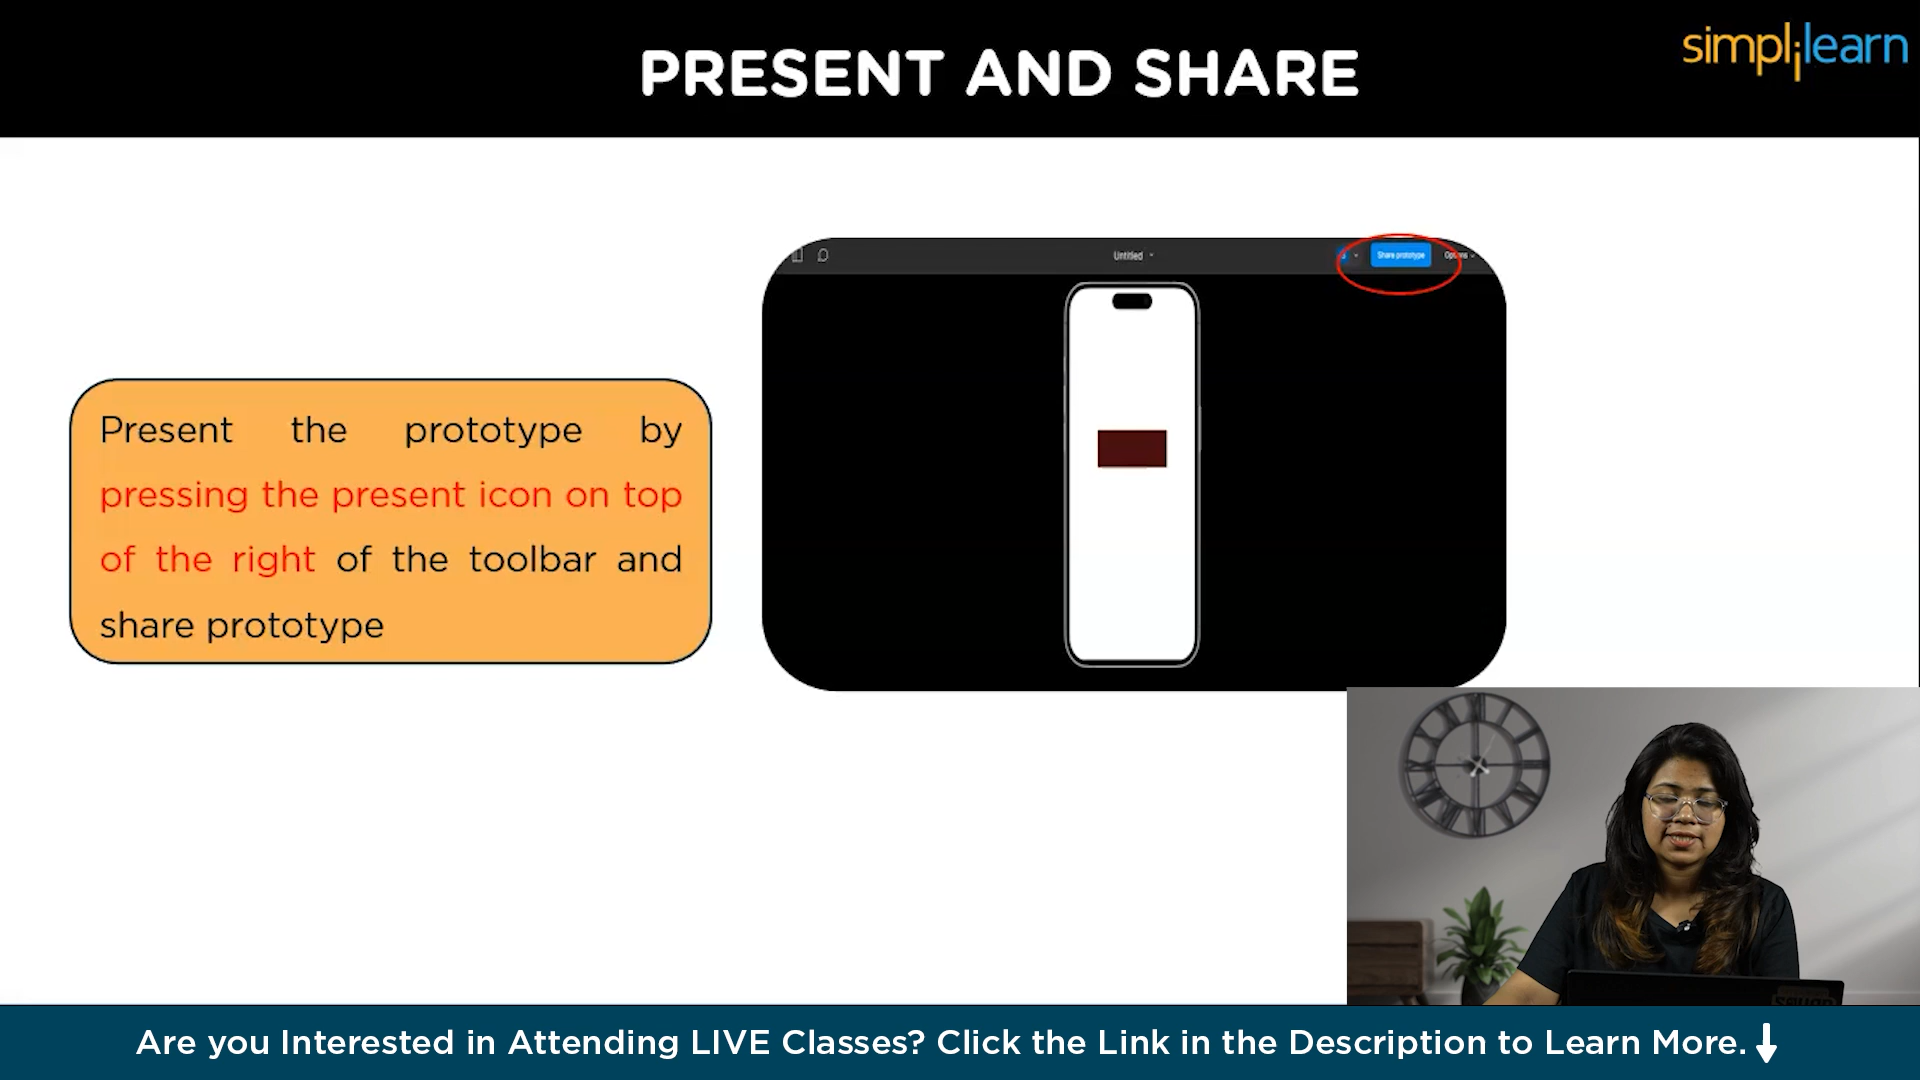 PRESENT AND SHARE
simplilearn
Untitled
Share prototype
Options
Present the prototype by
pressing the present icon on top
of the right of the toolbar and
share prototype
Are you Interested in Attending LIVE Classes? Click the Link in the Description to Learn More.